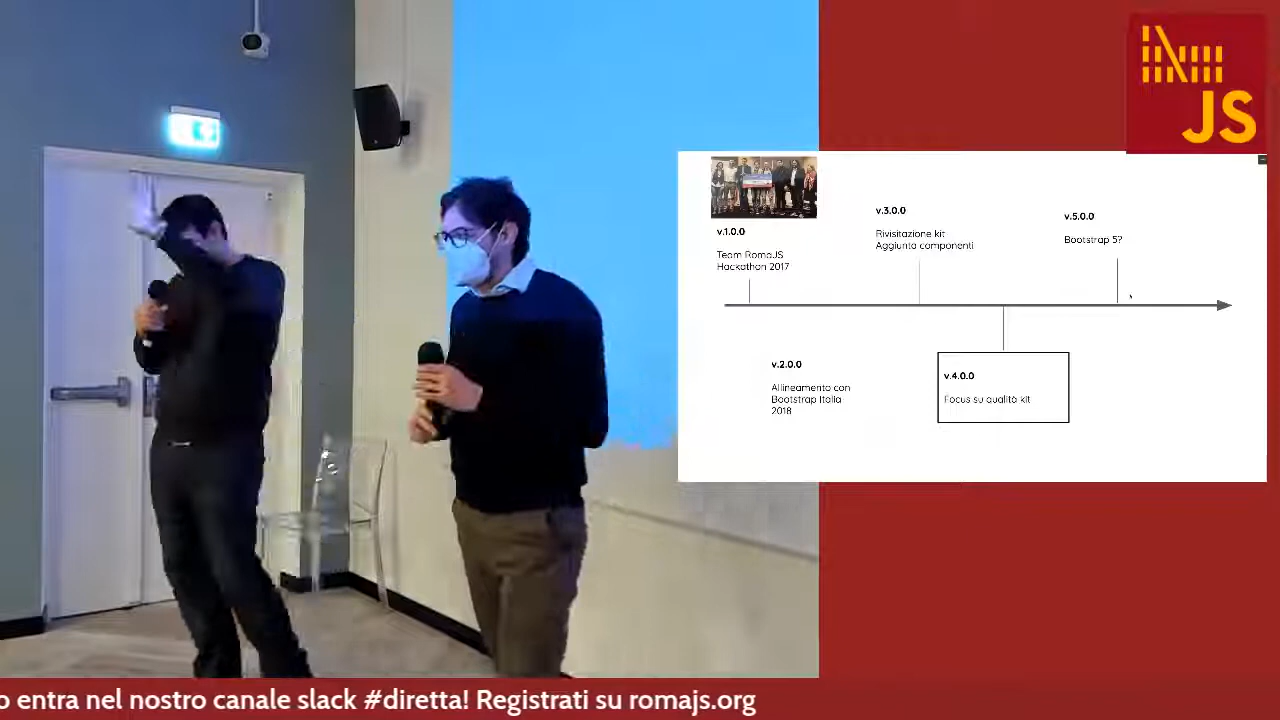 JS
v.1.0.0
Team RomaJS
Hackathon 2017
v.3.0.0
Rivisitazione kit
Aggiunto componenti
v.5.0.0
Bootstrap 5?
v.2.0.0
Allineamento con
Bootstrap Italia
2018
v.4.0.0
Focus su qualità kit
o entra nel nostro canale slack #diretta! Registrati su romajs.org